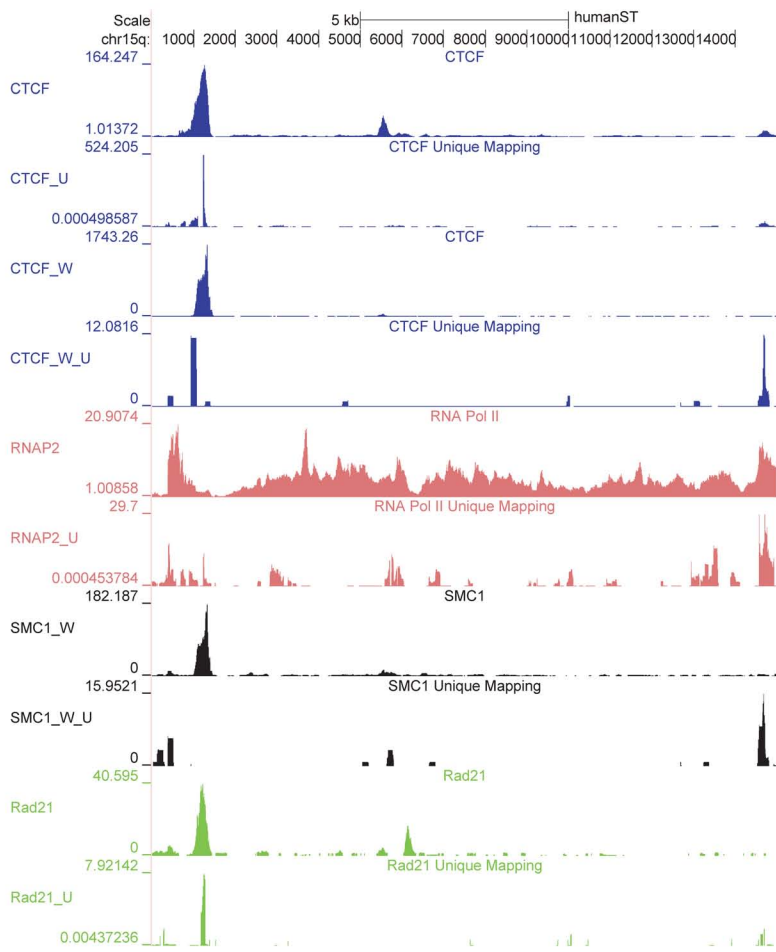 Scale 5 kb humanST
chr15q: 1000 2000 3000 4000 5000 6000 7000 8000 9000 10000 11000 12000 13000 14000
164.247 CTCF
CTCF
1.01372
524.205 CTCF Unique Mapping
CTCF_U
0.000498587
1743.26 CTCF
CTCF_W
0
12.0816 CTCF Unique Mapping
CTCF_W_U
0
20.9074 RNA Pol II
RNAP2
1.00858
29.7 RNA Pol II Unique Mapping
RNAP2_U
0.000453784
182.187 SMC1
SMC1_W
0
15.9521 SMC1 Unique Mapping
SMC1_W_U
0
40.595 Rad21
Rad21
0
7.92142 Rad21 Unique Mapping
Rad21_U
0.00437236